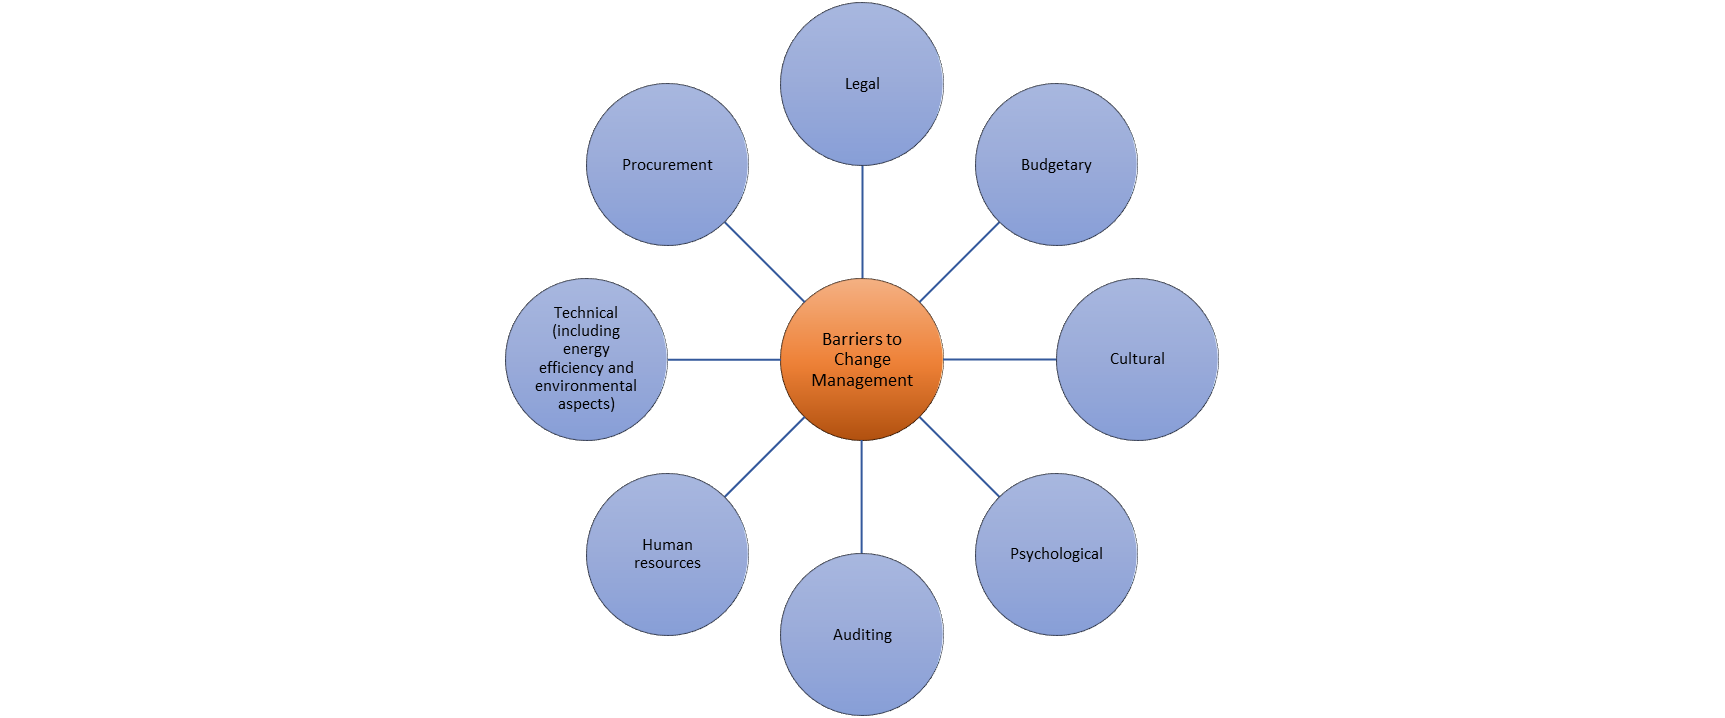 Legal
Budgetary
Cultural
Psychological
Auditing
Human
resources
Technical
(including
energy
efficiency and
environmental
aspects)
Procurement
Barriers to
Change
Management